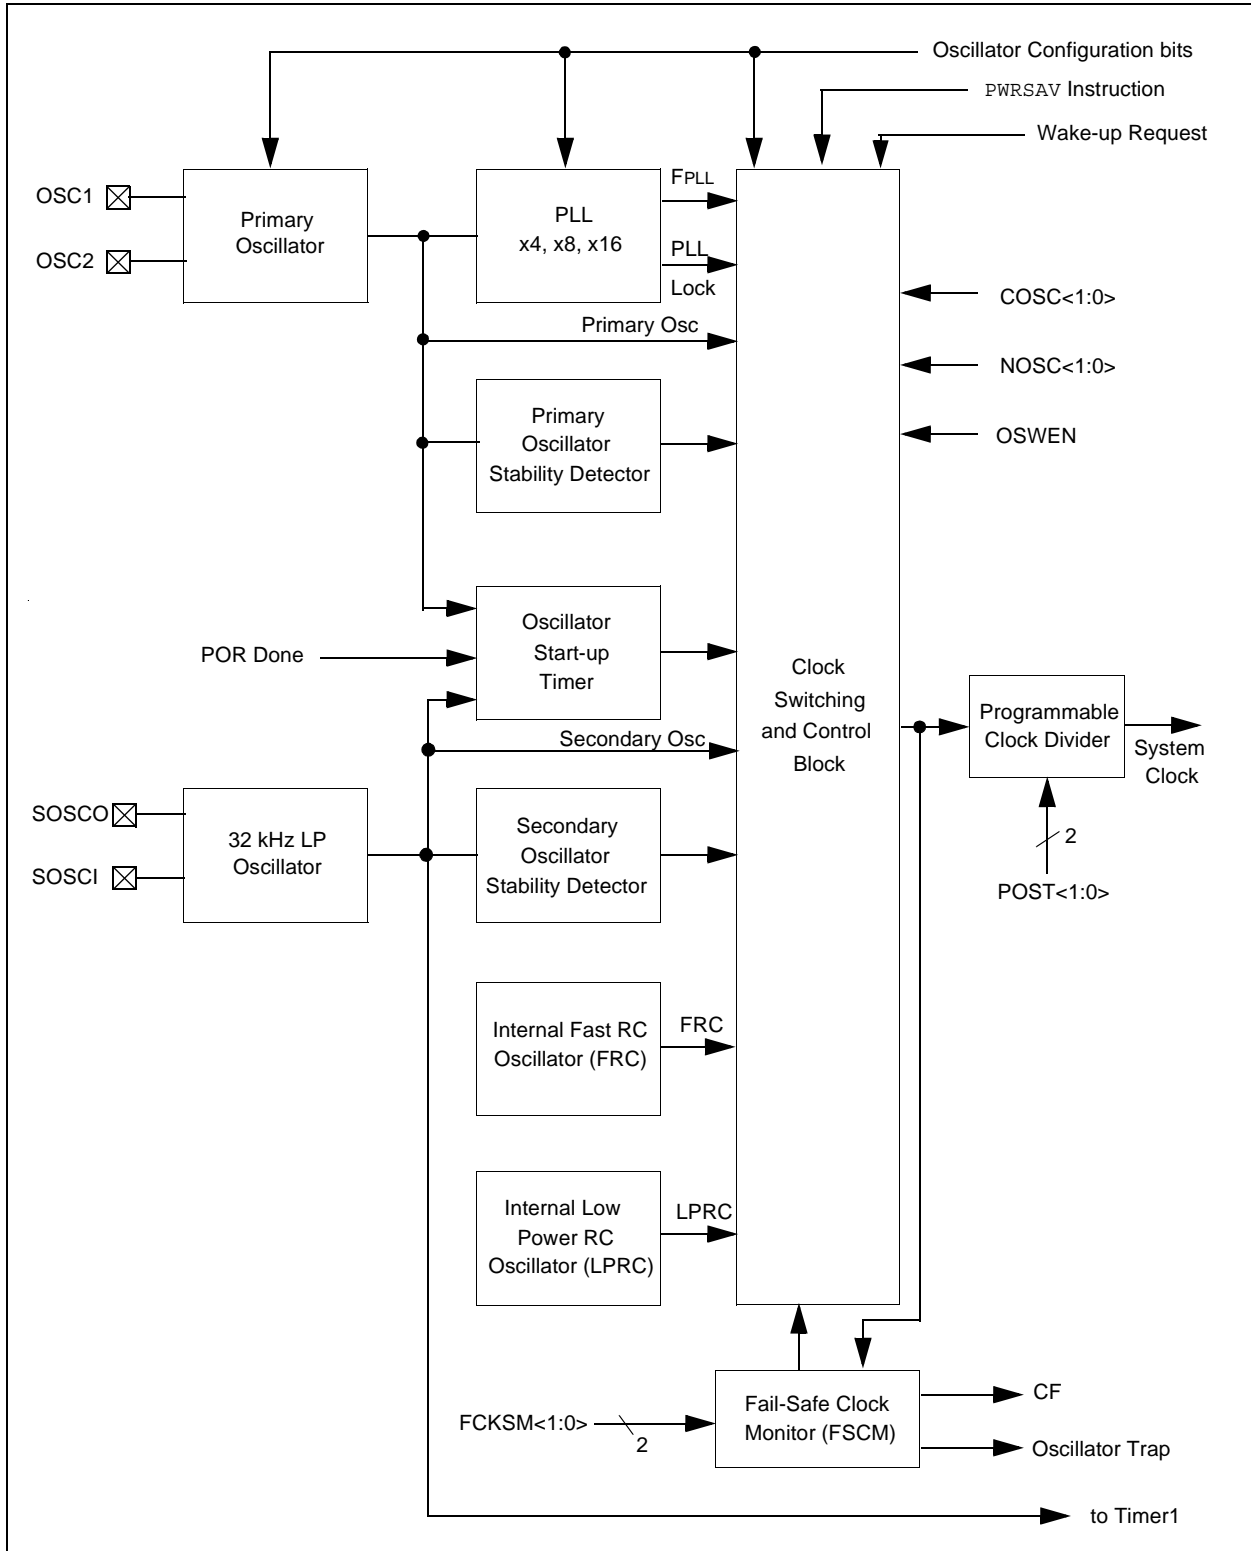 Oscillator Configuration bits
PWRSAV Instruction
Wake-up Request
OSC1
OSC2
Primary
Oscillator
PLL
x4, x8, x16
FPLL
PLL
Lock
Primary Osc
COSC<1:0>
NOSC<1:0>
OSWEN
Primary
Oscillator
Stability Detector
POR Done
Oscillator
Start-up
Timer
Secondary Osc
Clock
Switching
and Control
Block
Programmable
Clock Divider
System
Clock
2
POST<1:0>
SOSCO
SOSCI
32 kHz LP
Oscillator
Secondary
Oscillator
Stability Detector
Internal Fast RC
Oscillator (FRC)
FRC
Internal Low
Power RC
Oscillator (LPRC)
LPRC
FCKSM<1:0>
2
Fail-Safe Clock
Monitor (FSCM)
CF
Oscillator Trap
to Timer1